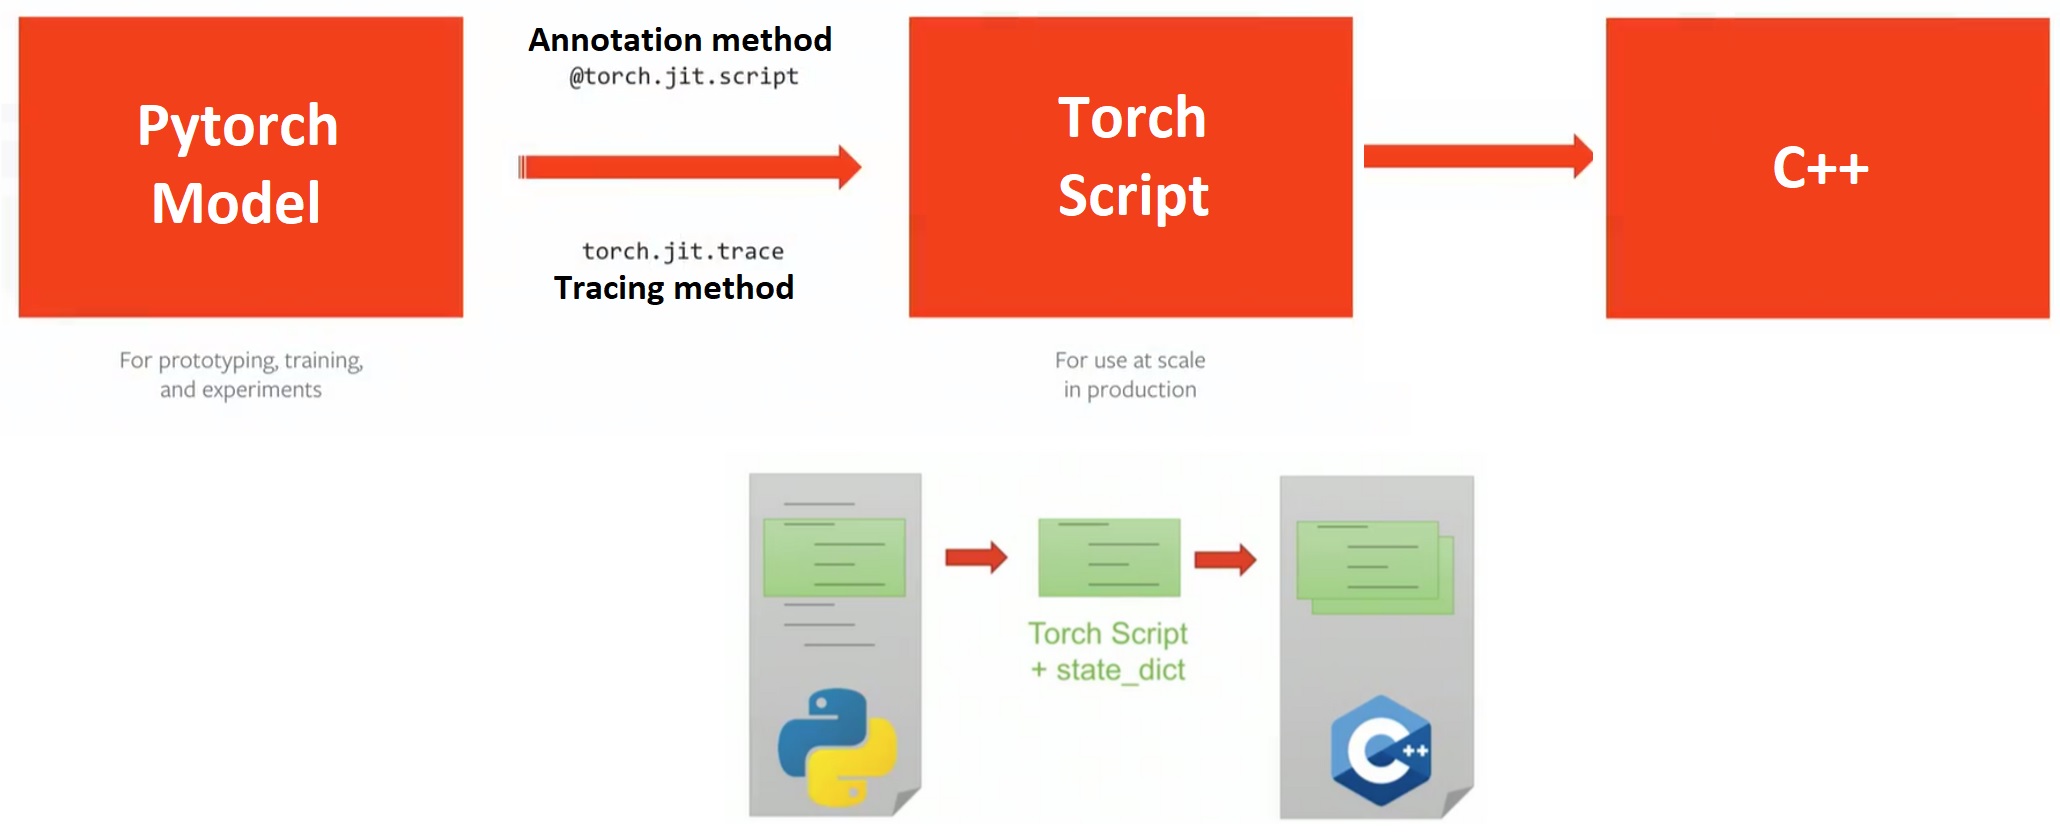 Pytorch
Model
Annotation method
@torch.jit.script
torch.jit.trace
Tracing method
Torch
Script
C++
For prototyping, training,
and experiments
For use at scale
in production
Torch Script
+ state_dict
C++